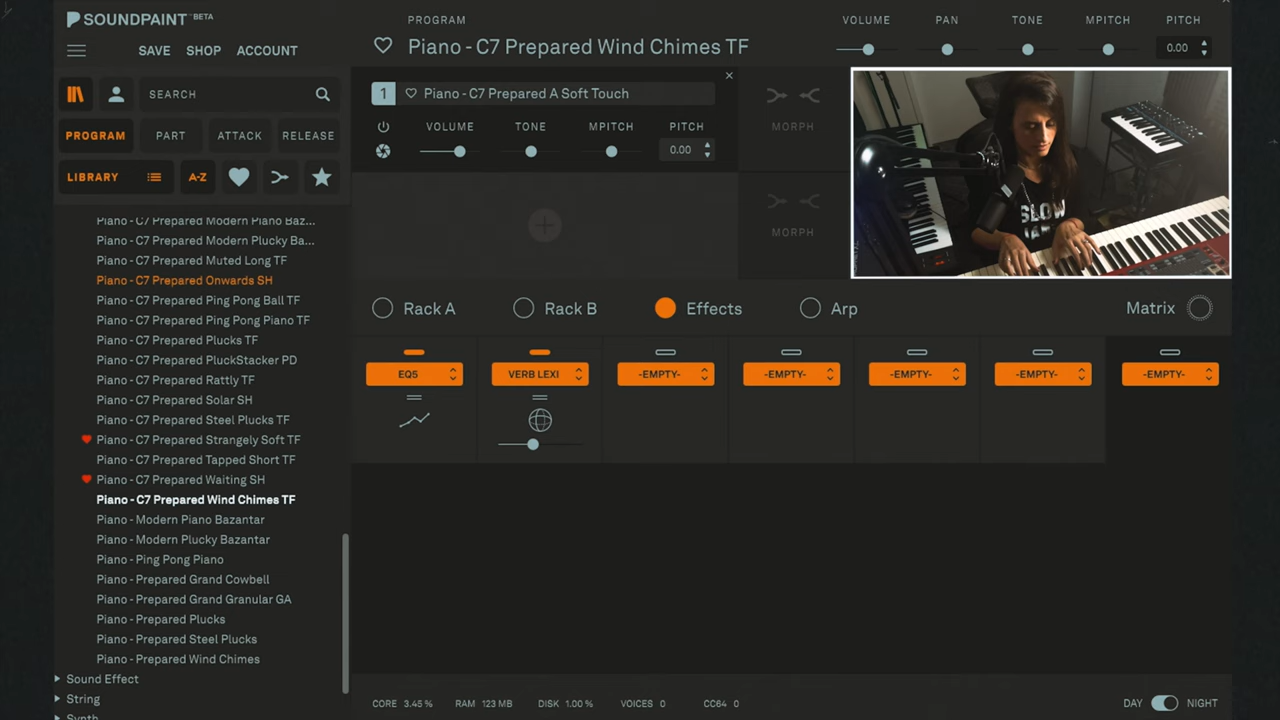 SOUNDPAINT BETA
SAVE SHOP ACCOUNT
SEARCH
PROGRAM PART ATTACK RELEASE
LIBRARY A-Z
Piano - C7 Prepared Modern Piano Baz...
Piano - C7 Prepared Modern Plucky Ba...
Piano - C7 Prepared Muted Long TF
Piano - C7 Prepared Onwards SH
Piano - C7 Prepared Ping Pong Ball TF
Piano - C7 Prepared Ping Pong Piano TF
Piano - C7 Prepared Plucks TF
Piano - C7 Prepared PluckStacker PD
Piano - C7 Prepared Rattly TF
Piano - C7 Prepared Solar SH
Piano - C7 Prepared Steel Plucks TF
Piano - C7 Prepared Strangely Soft TF
Piano - C7 Prepared Tapped Short TF
Piano - C7 Prepared Waiting SH
Piano - C7 Prepared Wind Chimes TF
Piano - Modern Piano Bazantar
Piano - Modern Plucky Bazantar
Piano - Ping Pong Piano
Piano - Prepared Grand Cowbell
Piano - Prepared Grand Granular GA
Piano - Prepared Plucks
Piano - Prepared Steel Plucks
Piano - Prepared Wind Chimes
Sound Effect
String
Synth
PROGRAM
Piano - C7 Prepared Wind Chimes TF
VOLUME PAN TONE MPITCH PITCH
0.00
1 Piano - C7 Prepared A Soft Touch
VOLUME TONE MPITCH PITCH
0.00
MORPH
MORPH
SLOW
Rack A Rack B Effects Arp Matrix
EQ5 VERB LEXI -EMPTY- -EMPTY- -EMPTY- -EMPTY- -EMPTY-
CORE 3.45 % RAM 123 MB DISK 1.00 % VOICES 0 CC64 0
DAY NIGHT